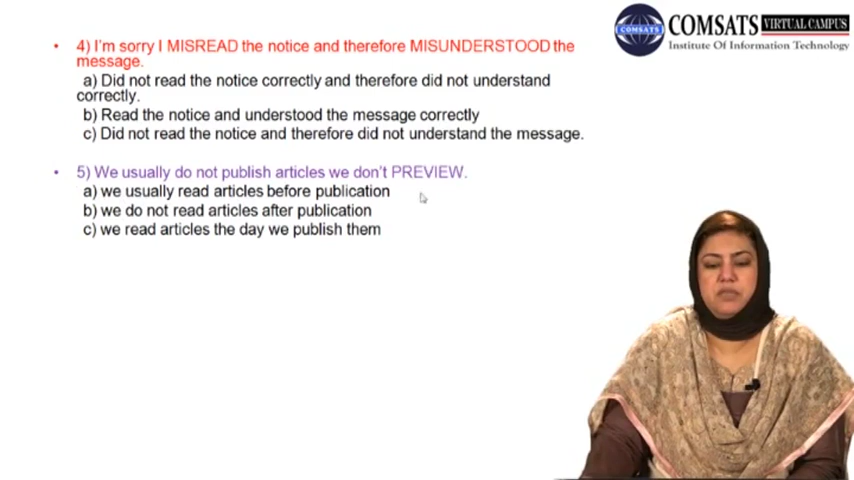 COMSATS VIRTUAL CAMPUS
Institute Of Information Technology
COMSATS
• 4) I'm sorry I MISREAD the notice and therefore MISUNDERSTOOD the
message.
a) Did not read the notice correctly and therefore did not understand
correctly.
b) Read the notice and understood the message correctly
c) Did not read the notice and therefore did not understand the message.
• 5) We usually do not publish articles we don't PREVIEW.
a) we usually read articles before publication
b) we do not read articles after publication
c) we read articles the day we publish them